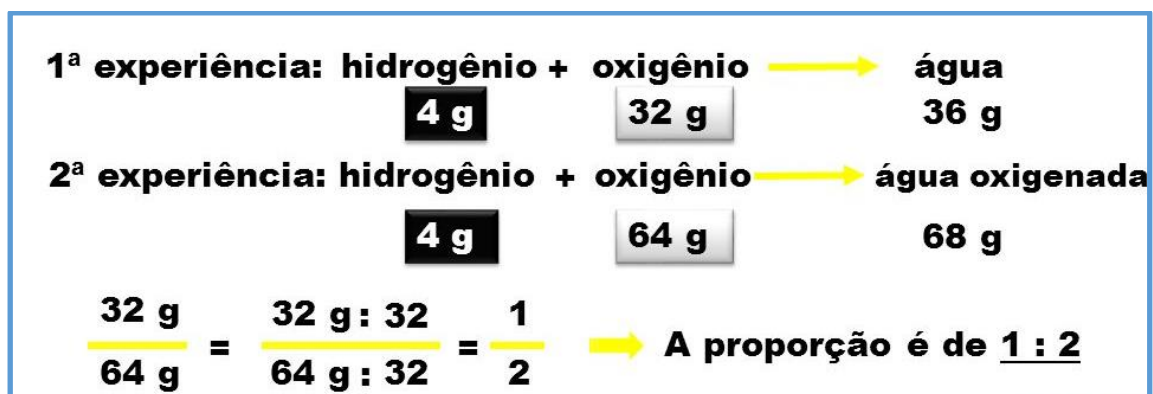 1ª experiência: hidrogênio + oxigênio água
4 g 32 g 36 g
2ª experiência: hidrogênio + oxigênio água oxigenada
4 g 64 g 68 g
32 g 32 g : 32 1
= = A proporção é de 1 : 2
64 g 64 g : 32 2